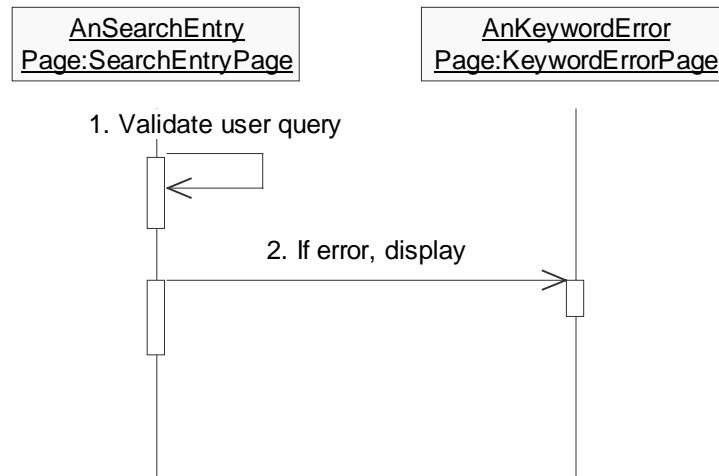 AnSearchEntry
Page:SearchEntryPage
AnKeywordError
Page:KeywordErrorPage
1. Validate user query
2. If error, display